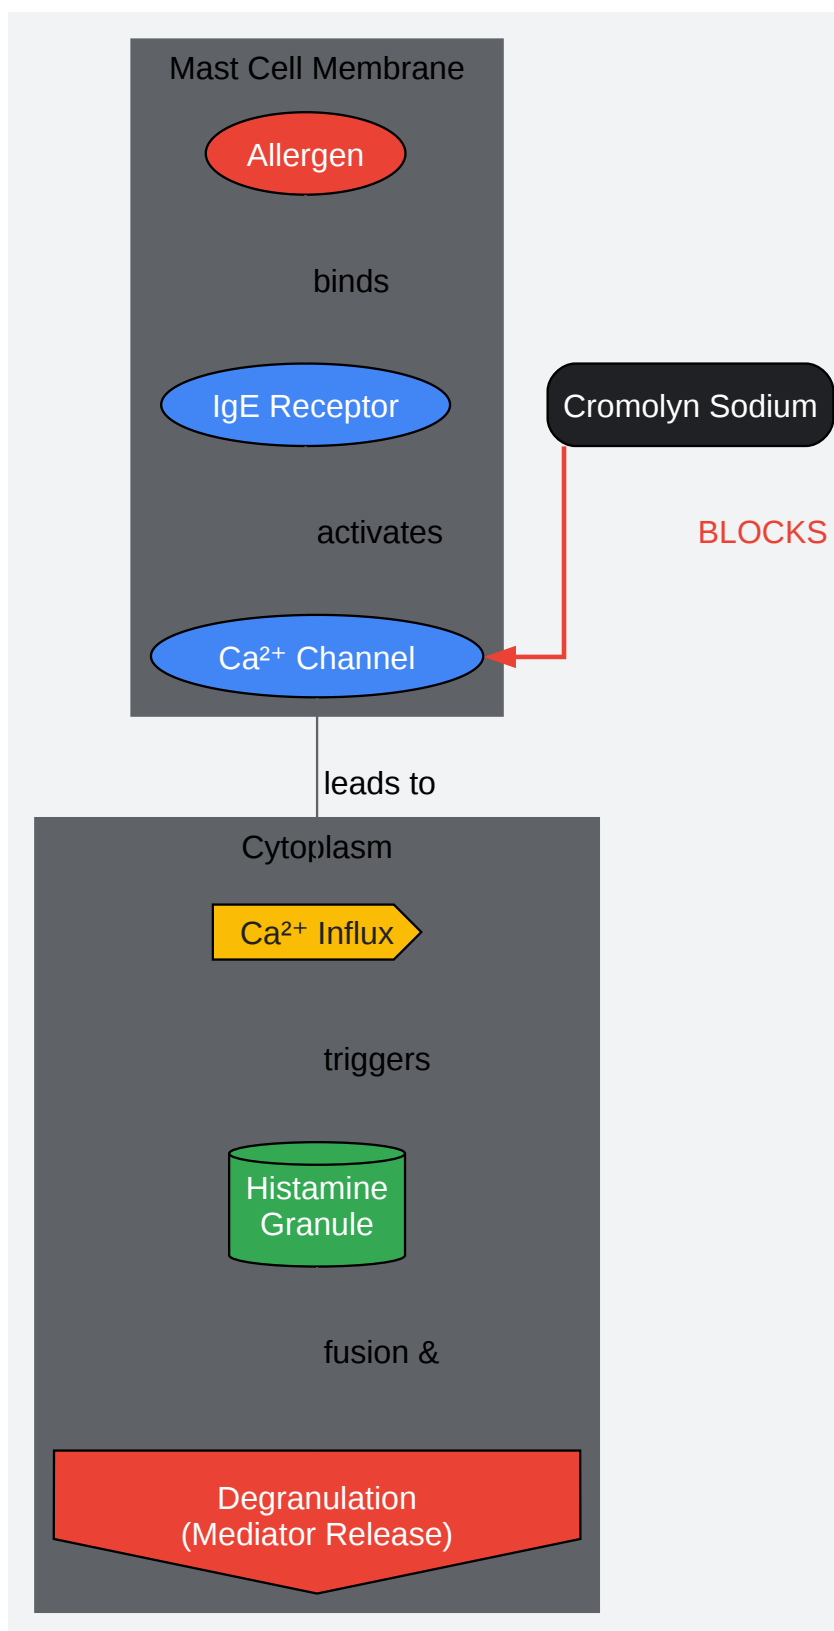 Mast Cell Membrane
Allergen
binds
IgE Receptor
Cromolyn Sodium
activates
BLOCKS
Ca²⁺ Channel
leads to
Cytoplasm
Ca²⁺ Influx
triggers
Histamine
Granule
fusion &
Degranulation
(Mediator Release)